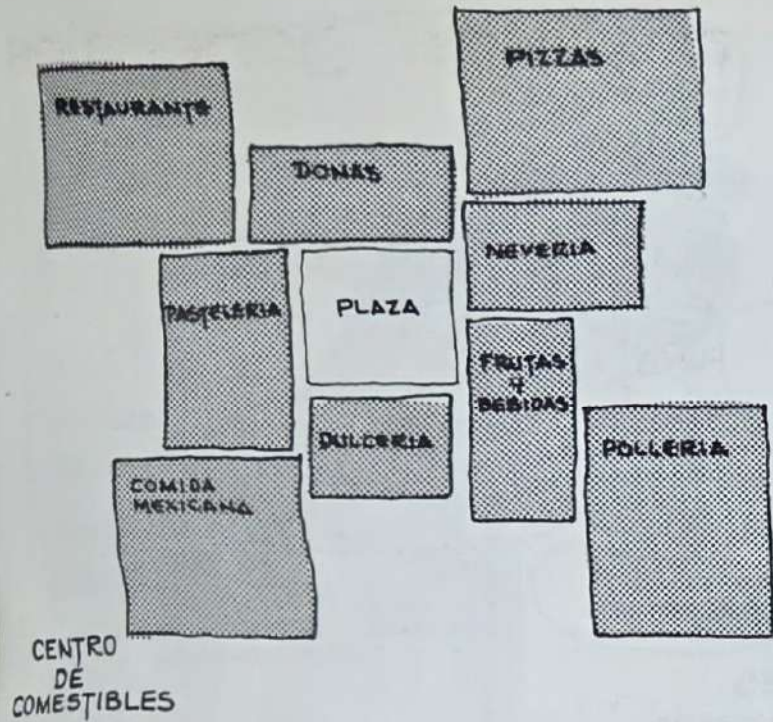 PIZZAS
RESTAURANTE
DONAS
NEVERIA
PASTELERIA
PLAZA
FRUTAS
Y
BEBIDAS
DULCERIA
POLLERIA
COMIDA
MEXICANA
CENTRO
DE
COMESTIBLES